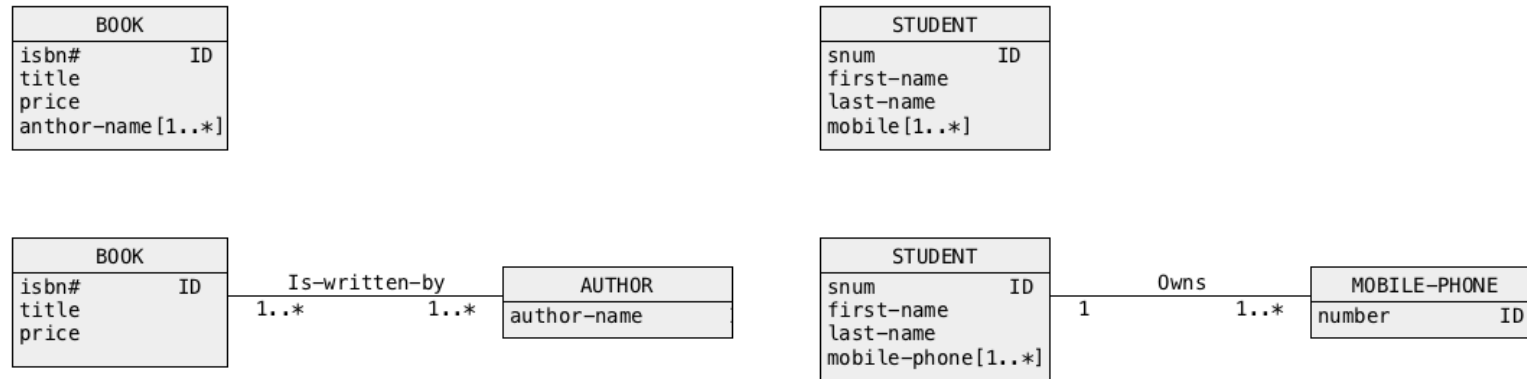 BOOK
isbn# ID
title
price
anthor-name[1..*]
STUDENT
snum ID
first-name
last-name
mobile[1..*]
BOOK
isbn# ID
title
price
Is-written-by
1..* 1..*
AUTHOR
author-name
STUDENT
snum ID
first-name
last-name
mobile-phone[1..*]
Owns
1 1..*
MOBILE-PHONE
number ID